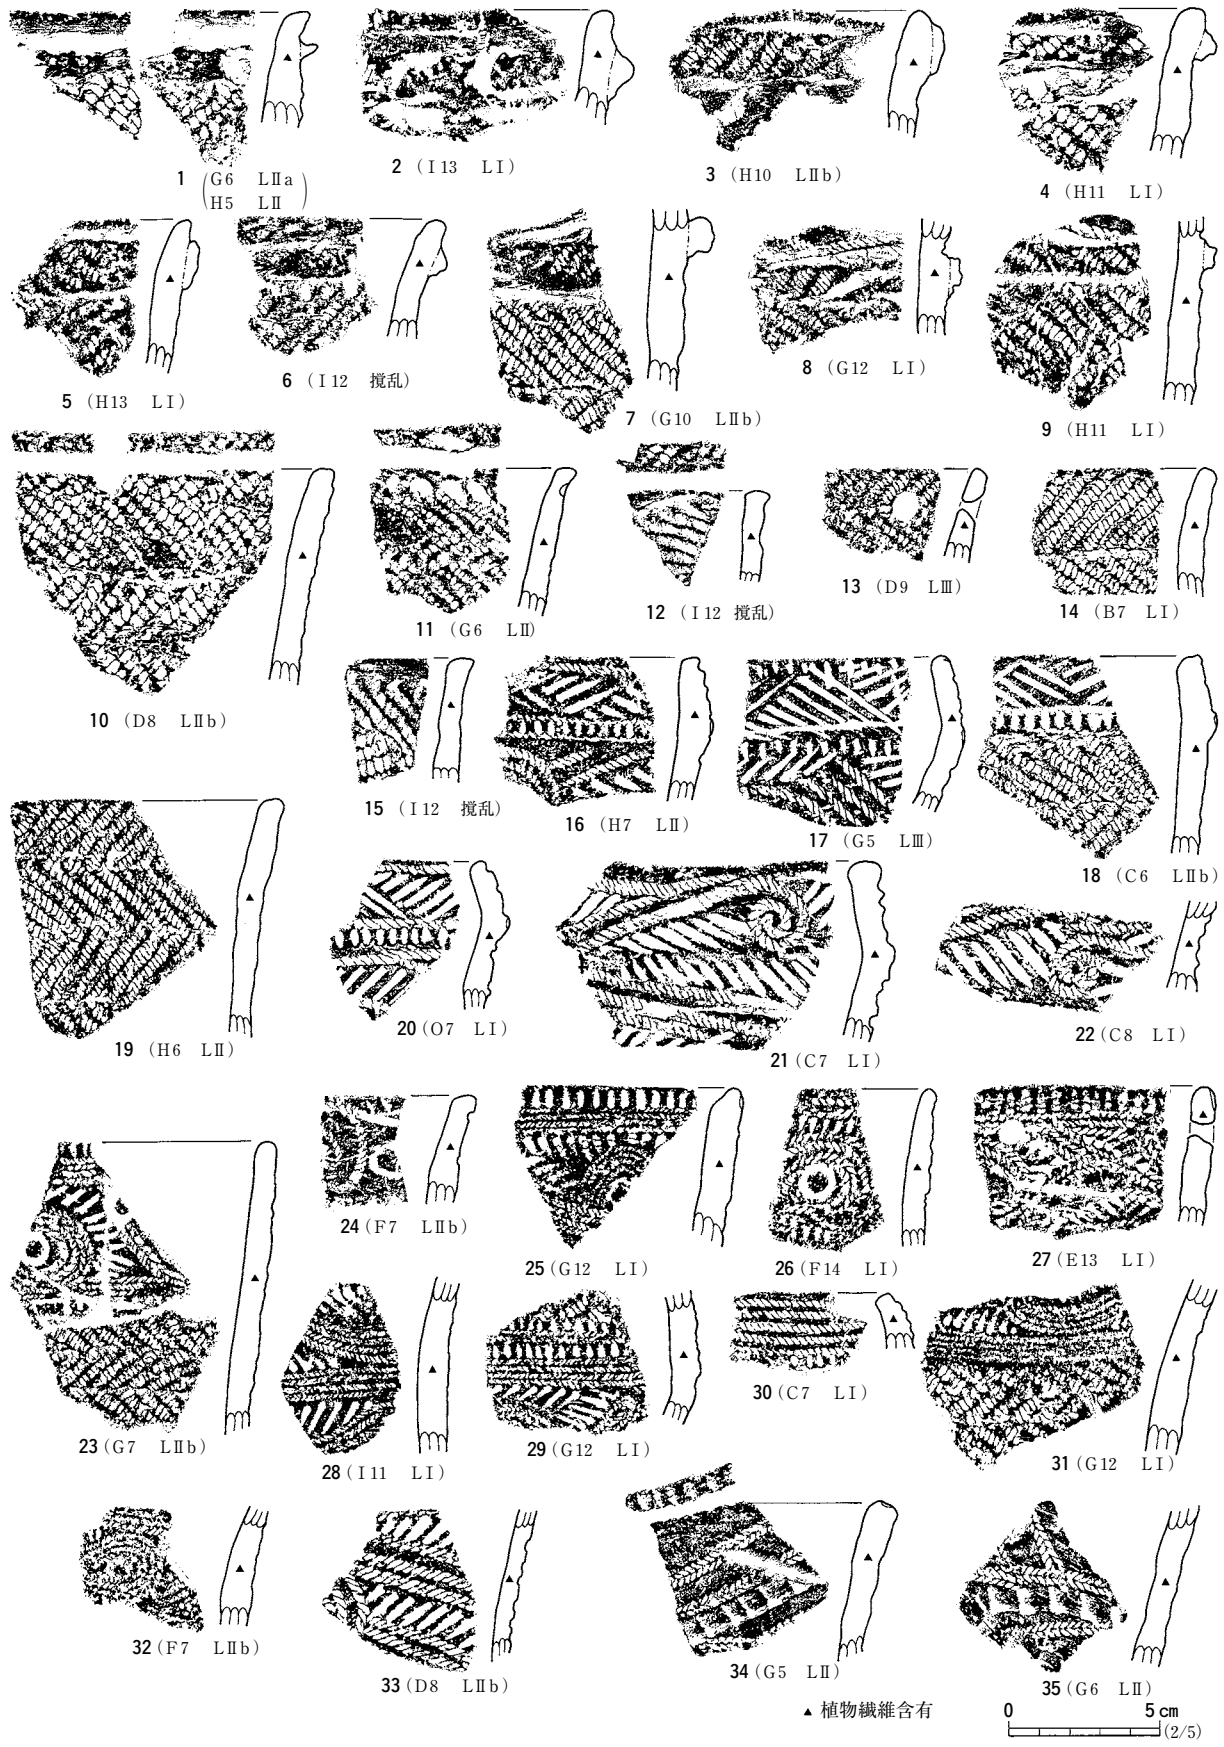 1 (G6 LⅡa
H5 LⅡ)
2 (I13 LⅠ)
3 (H10 LⅡb)
4 (H11 LⅠ)
5 (H13 LⅠ)
6 (I12 撹乱)
7 (G10 LⅡb)
8 (G12 LⅠ)
9 (H11 LⅠ)
10 (D8 LⅡb)
11 (G6 LⅡ)
12 (I12 撹乱)
13 (D9 LⅢ)
14 (B7 LⅠ)
15 (I12 撹乱)
16 (H7 LⅡ)
17 (G5 LⅢ)
18 (C6 LⅡb)
19 (H6 LⅡ)
20 (O7 LⅠ)
21 (C7 LⅠ)
22 (C8 LⅠ)
23 (G7 LⅡb)
24 (F7 LⅡb)
25 (G12 LⅠ)
26 (F14 LⅠ)
27 (E13 LⅠ)
28 (I11 LⅠ)
29 (G12 LⅠ)
30 (C7 LⅠ)
31 (G12 LⅠ)
32 (F7 LⅡb)
33 (D8 LⅡb)
34 (G5 LⅡ)
35 (G6 LⅡ)
▲ 植物繊維含有
0 5 cm
(2/5)